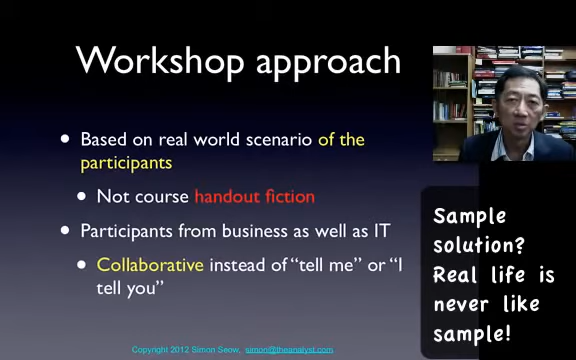 Workshop approach
Based on real world scenario of the
participants
Not course handout fiction
Participants from business as well as IT
Collaborative instead of “tell me” or “I
tell you”
Sample
solution?
Real life is
never like
sample!
Copyright 2012 Simon Seow, simon@theanalyst.com